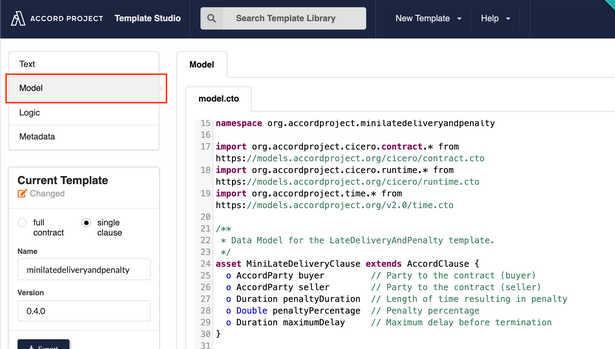 ACCORD PROJECT Template Studio Search Template Library New Template Help
Text
Model
Logic
Metadata
Current Template
Changed
full contract
single clause
Name
minilatedeliveryandpenalty
Version
0.4.0
Export
Model
model.cto
15 namespace org.accordproject.minilatedeliveryandpenalty
16
17 import org.accordproject.cicero.contract.* from
https://models.accordproject.org/cicero/contract.cto
18 import org.accordproject.cicero.runtime.* from
https://models.accordproject.org/cicero/runtime.cto
19 import org.accordproject.time.* from
https://models.accordproject.org/v2.0/time.cto
20
21 /**
22 * Data Model for the LateDeliveryAndPenalty template.
23 */
24 asset MiniLateDeliveryClause extends AccordClause {
25 o AccordParty buyer // Party to the contract (buyer)
26 o AccordParty seller // Party to the contract (seller)
27 o Duration penaltyDuration // Length of time resulting in penalty
28 o Double penaltyPercentage // Penalty percentage
29 o Duration maximumDelay // Maximum delay before termination
30 }
31